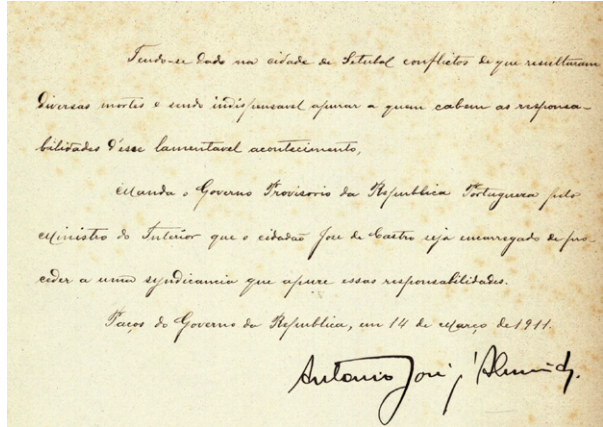 Tendo-se dado na cidade de Setubal conflictos de que resultaram
diversas mortes e sendo indispensavel apurar a quem cabem as responsa-
bilidades d'esse lamentavel acontecimento,
Manda o Governo Provisorio da Republica Portugueza pelo
Ministro do Interior que o cidadão José de Castro seja encarregado de pro-
ceder a uma syndicancia que apure essas responsabilidades.
Paços do Governo da Republica, em 14 de Março de 1911.
Antonio José d'Almeida.